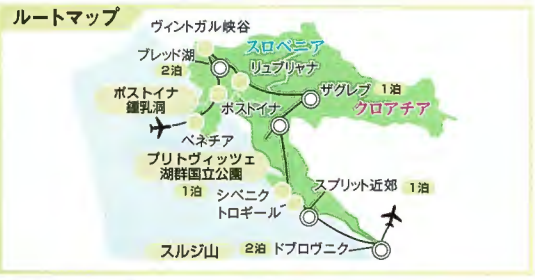 ルートマップ
ヴィントガル峡谷
スロベニア
ブレッド湖
2泊
リュブリャナ
ザグレブ 1泊
クロアチア
ポストイナ
鍾乳洞
ポストイナ
ベネチア
プリトヴィッツェ
湖群国立公園
1泊
シベニク
トロギール
スプリット近郊 1泊
スルジ山
2泊 ドブロヴニク